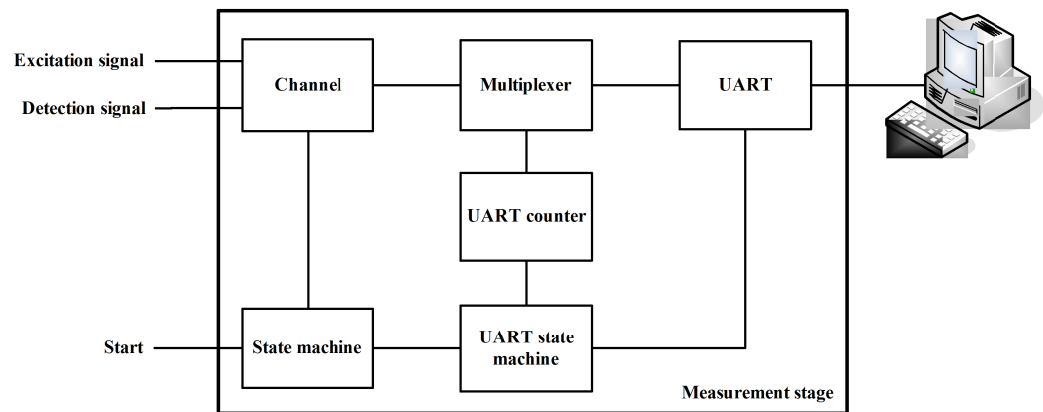 Excitation signal
Detection signal
Channel
Multiplexer
UART
UART counter
Start
State machine
UART state
machine
Measurement stage